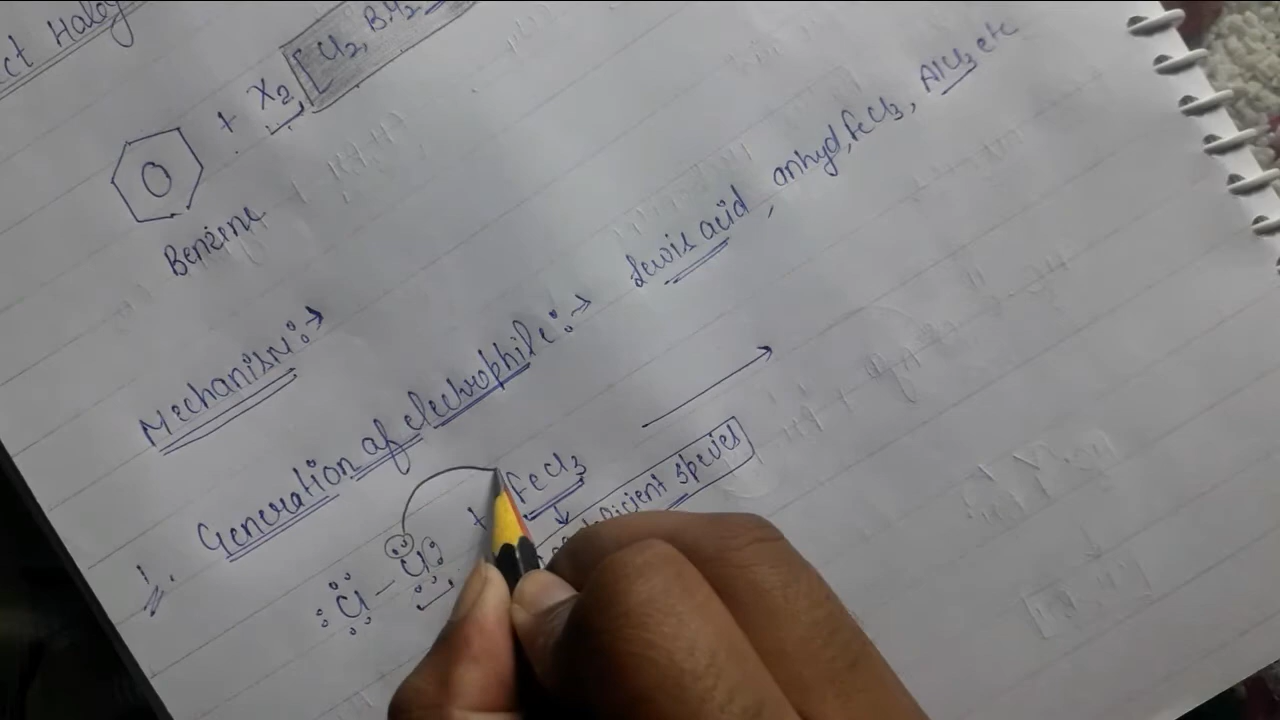 X₂ [Cl₂, Br₂
+
Benzene
Mechanism:→
1. Generation of electrophile:→ Lewis acid, anhyd, FeCl₃, AlCl₃ etc
Cl – Cl + FeCl₃
deficient species